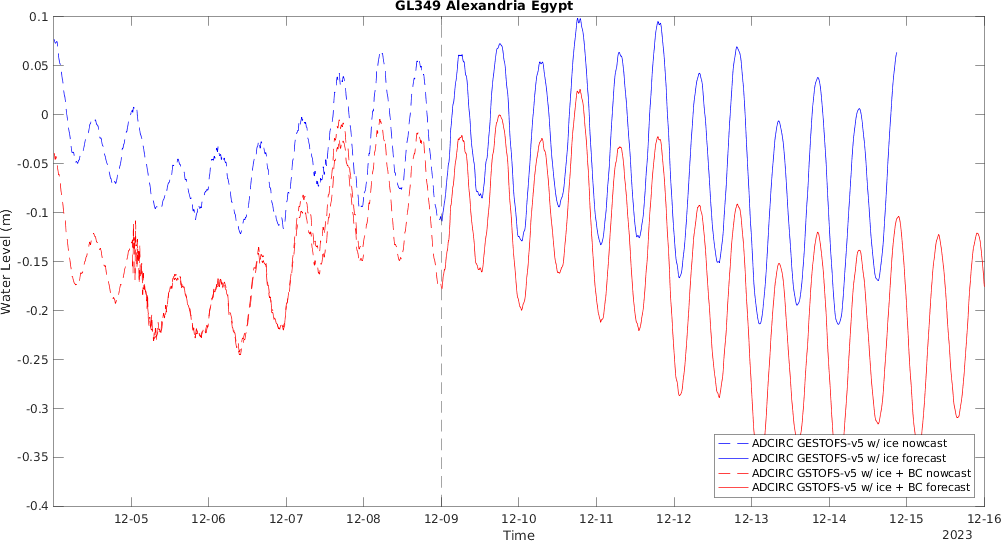 GL349 Alexandria Egypt
0.1
0.05
0
-0.05
-0.1
-0.15
-0.2
-0.25
-0.3
-0.35
-0.4
Water Level (m)
ADCIRC GESTOFS-v5 w/ ice nowcast
ADCIRC GESTOFS-v5 w/ ice forecast
ADCIRC GSTOFS-v5 w/ ice + BC nowcast
ADCIRC GSTOFS-v5 w/ ice + BC forecast
12-05 12-06 12-07 12-08 12-09 12-10 12-11 12-12 12-13 12-14 12-15 12-16
Time
2023